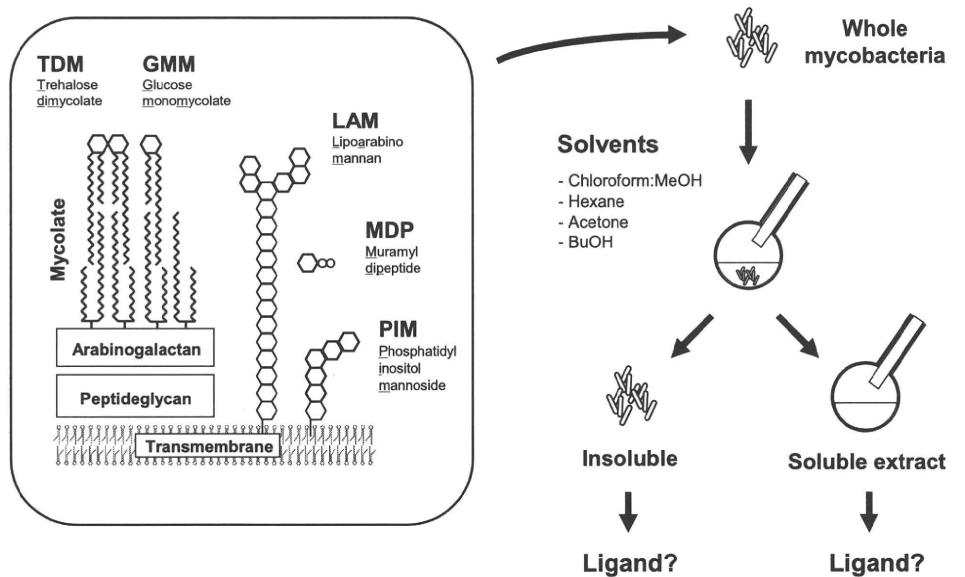 TDM
Trehalose
dimycolate
GMM
Glucose
monomycolate
LAM
Lipoarabino
mannan
MDP
Muramyl
dipeptide
PIM
Phosphatidyl
inositol
mannoside
Mycolate
Arabinogalactan
Peptideglycan
Transmembrane
Whole
mycobacteria
Solvents
- Chloroform:MeOH
- Hexane
- Acetone
- BuOH
Insoluble
Soluble extract
Ligand?
Ligand?